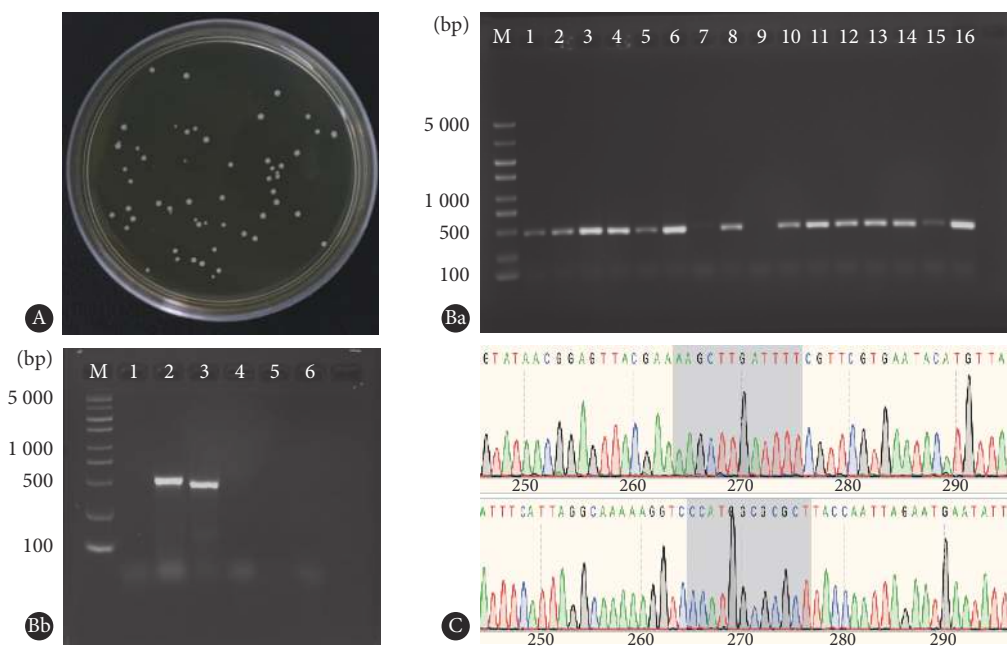 (bp)
M 1 2 3 4 5 6 7 8 9 10 11 12 13 14 15 16
5 000
1 000
500
100
A
Ba
(bp)
M 1 2 3 4 5 6
5 000
1 000
500
100
Bb
GTATAACGGAGTTACGAAAAGCTTGATTTTCGTTCGTGAATACATGTTA
250 260 270 280 290
ATTTCATTAGGCAAAAAGGTCCCATGGCGCGCTTACCAATTAGAATGAATATT
250 260 270 280 290
C